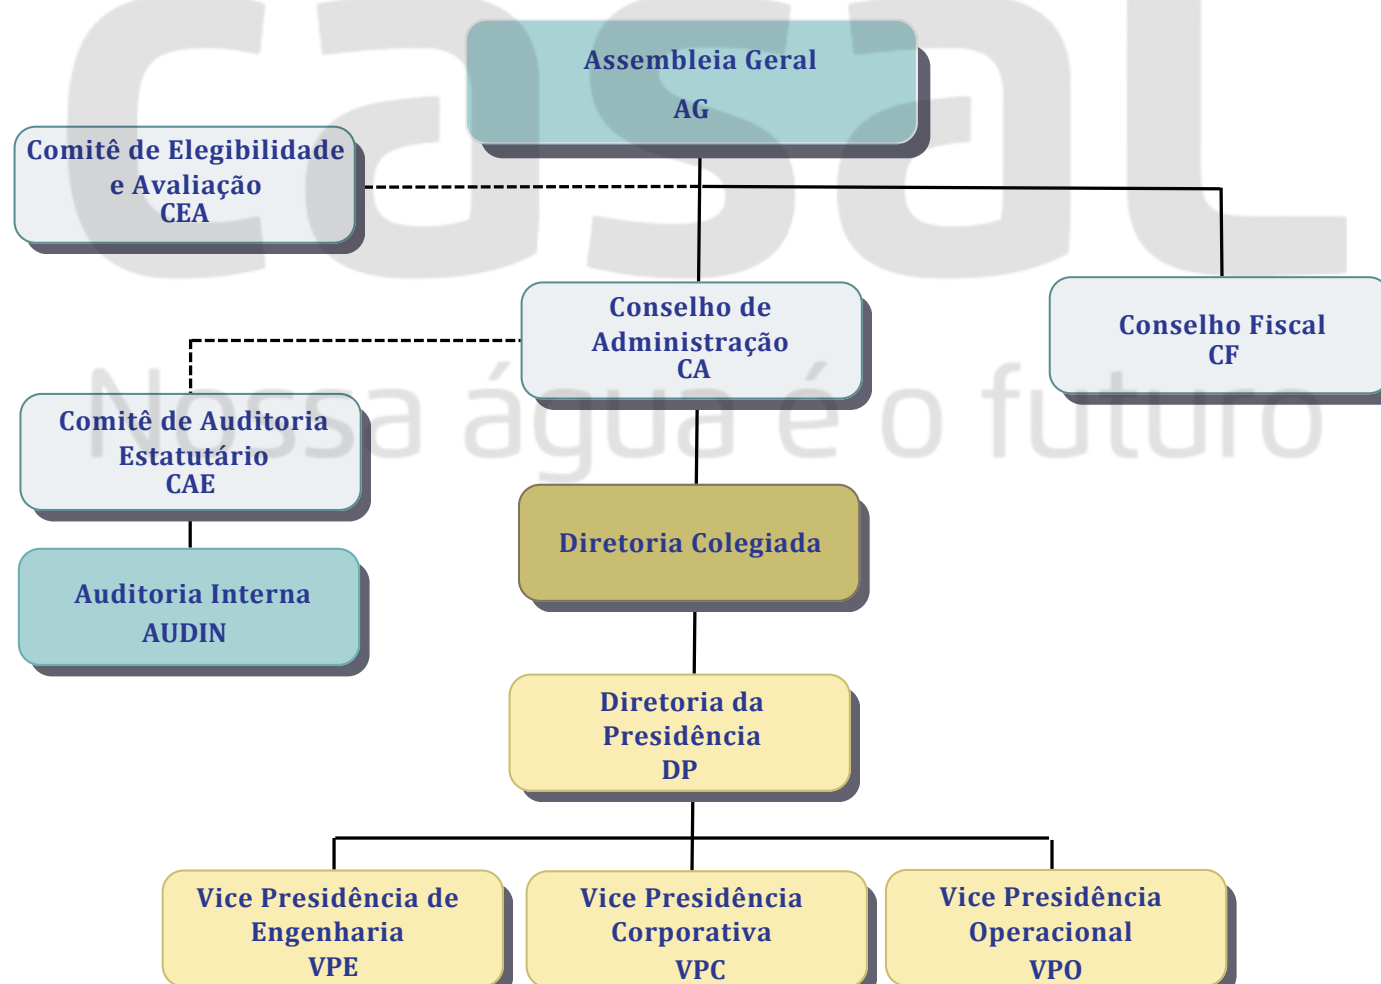 casal
Nossa água é o futuro
Assembleia Geral
AG
Comitê de Elegibilidade
e Avaliação
CEA
Conselho de
Administração
CA
Conselho Fiscal
CF
Comitê de Auditoria
Estatutário
CAE
Auditoria Interna
AUDIN
Diretoria Colegiada
Diretoria da
Presidência
DP
Vice Presidência de
Engenharia
VPE
Vice Presidência
Corporativa
VPC
Vice Presidência
Operacional
VPO